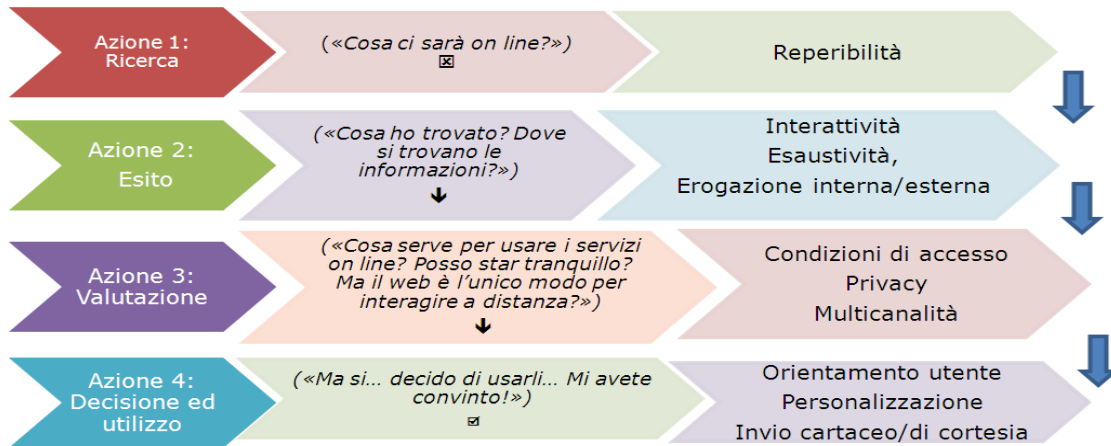 Azione 1:
Ricerca
(«Cosa ci sarà on line?»)
☒
Reperibilità
Azione 2:
Esito
(«Cosa ho trovato? Dove
si trovano le
informazioni?»)
Interattività
Esaustività,
Erogazione interna/esterna
Azione 3:
Valutazione
(«Cosa serve per usare i servizi
on line? Posso star tranquillo?
Ma il web è l'unico modo per
interagire a distanza?»)
Condizioni di accesso
Privacy
Multicanalità
Azione 4:
Decisione ed
utilizzo
(«Ma si... decido di usarli... Mi avete
convinto!»)
☑
Orientamento utente
Personalizzazione
Invio cartaceo/di cortesia